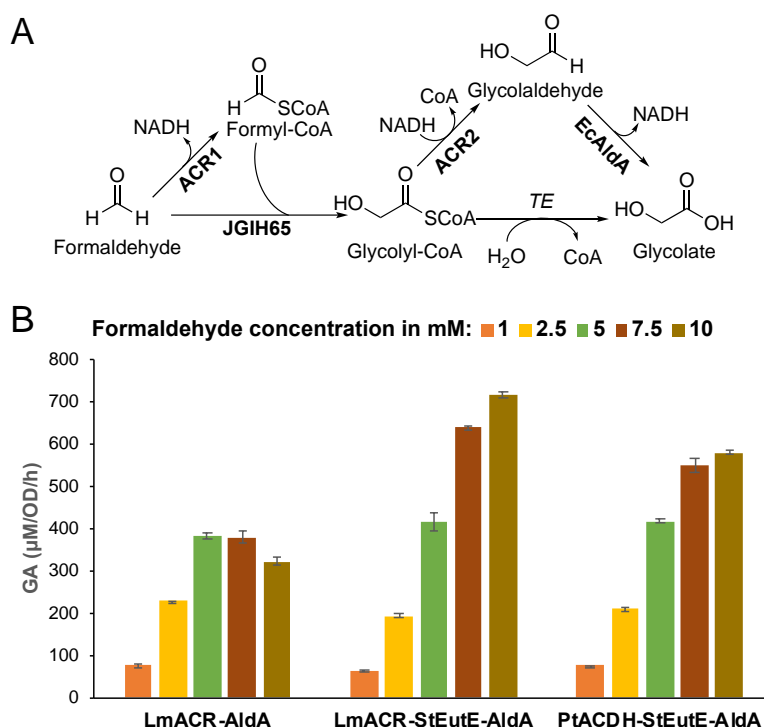 A
O
HO
H
Glycolaldehyde
O
H
SCoA
Formyl-CoA
CoA
NADH
NADH
NADH
ACR1
ACR2
EcAldA
O
H
H
Formaldehyde
JGIH65
O
HO
SCoA
Glycolyl-CoA
TE
H2O
CoA
O
HO
OH
Glycolate
B
Formaldehyde concentration in mM: 1 2.5 5 7.5 10
GA (µM/OD/h)
800
700
600
500
400
300
200
100
0
LmACR-AldA LmACR-StEutE-AldA PtACDH-StEutE-AldA